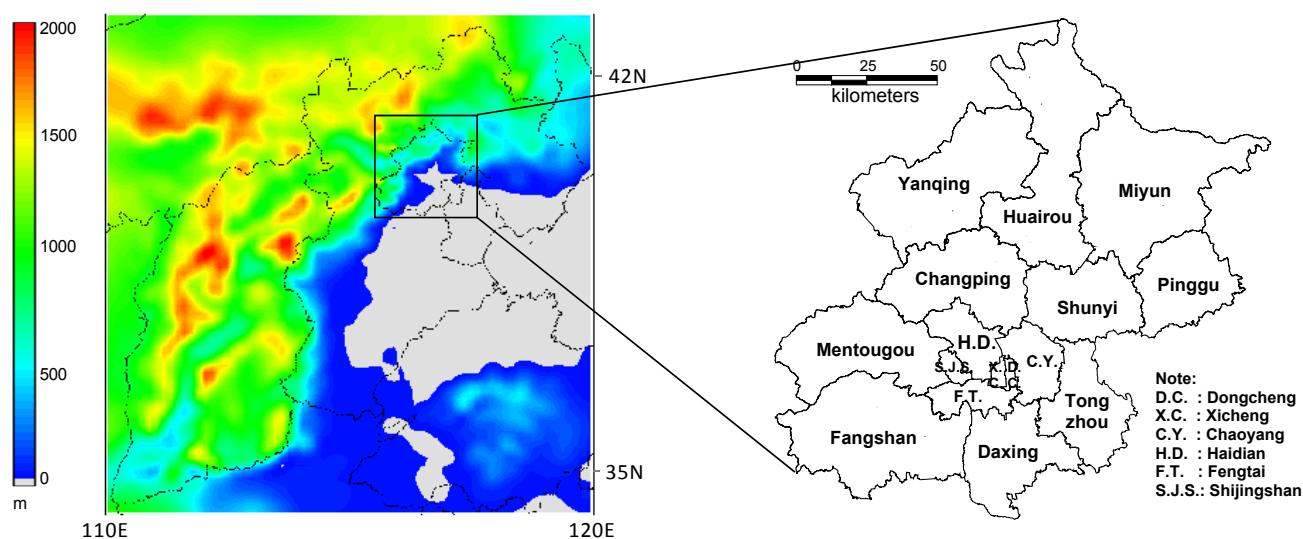 2000
1500
1000
500
0
m
42N
35N
110E
120E
0 25 50
kilometers
Yanqing
Huairou
Miyun
Changping
Shunyi
Pinggu
Mentougou
H.D.
S.J.S.
X. D.
C. C.
C.Y.
F.T.
Tong
zhou
Fangshan
Daxing
Note:
D.C. : Dongcheng
X.C. : Xicheng
C.Y. : Chaoyang
H.D. : Haidian
F.T. : Fengtai
S.J.S.: Shijingshan